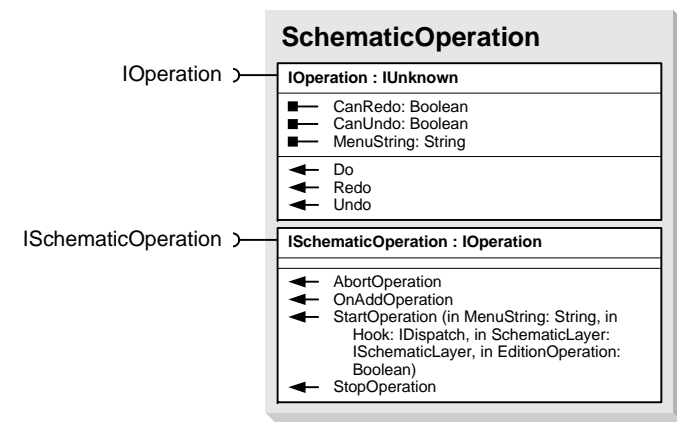 SchematicOperation
IOperation
IOperation : IUnknown
CanRedo: Boolean
CanUndo: Boolean
MenuString: String
Do
Redo
Undo
ISchematicOperation
ISchematicOperation : IOperation
AbortOperation
OnAddOperation
StartOperation (in MenuString: String, in
Hook: IDispatch, in SchematicLayer:
ISchematicLayer, in EditionOperation:
Boolean)
StopOperation